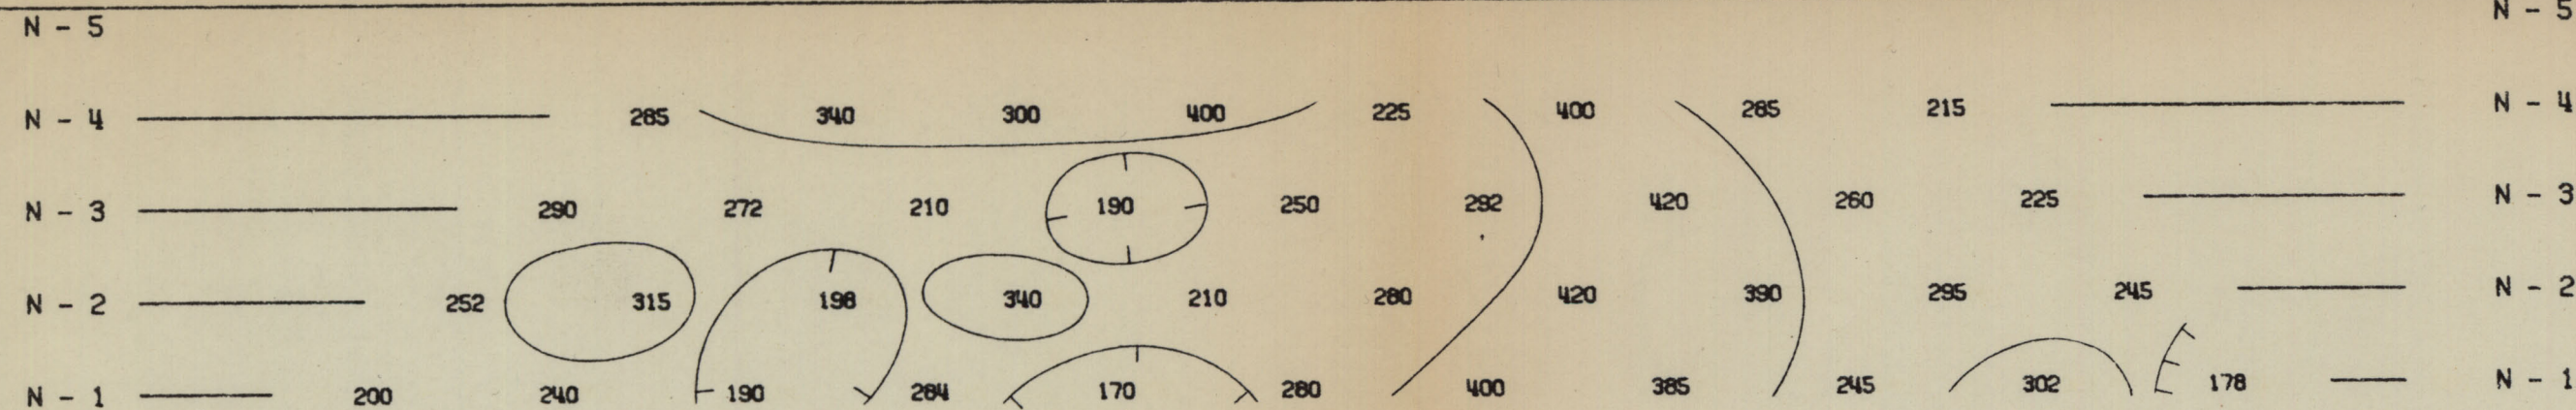 N - 5 N - 5
N - 4 285 340 300 400 225 400 285 215 N - 4
N - 3 290 272 210 190 250 292 420 260 225 N - 3
N - 2 252 315 198 340 210 280 420 390 295 245 N - 2
N - 1 200 240 190 284 170 280 400 385 245 302 178 N - 1